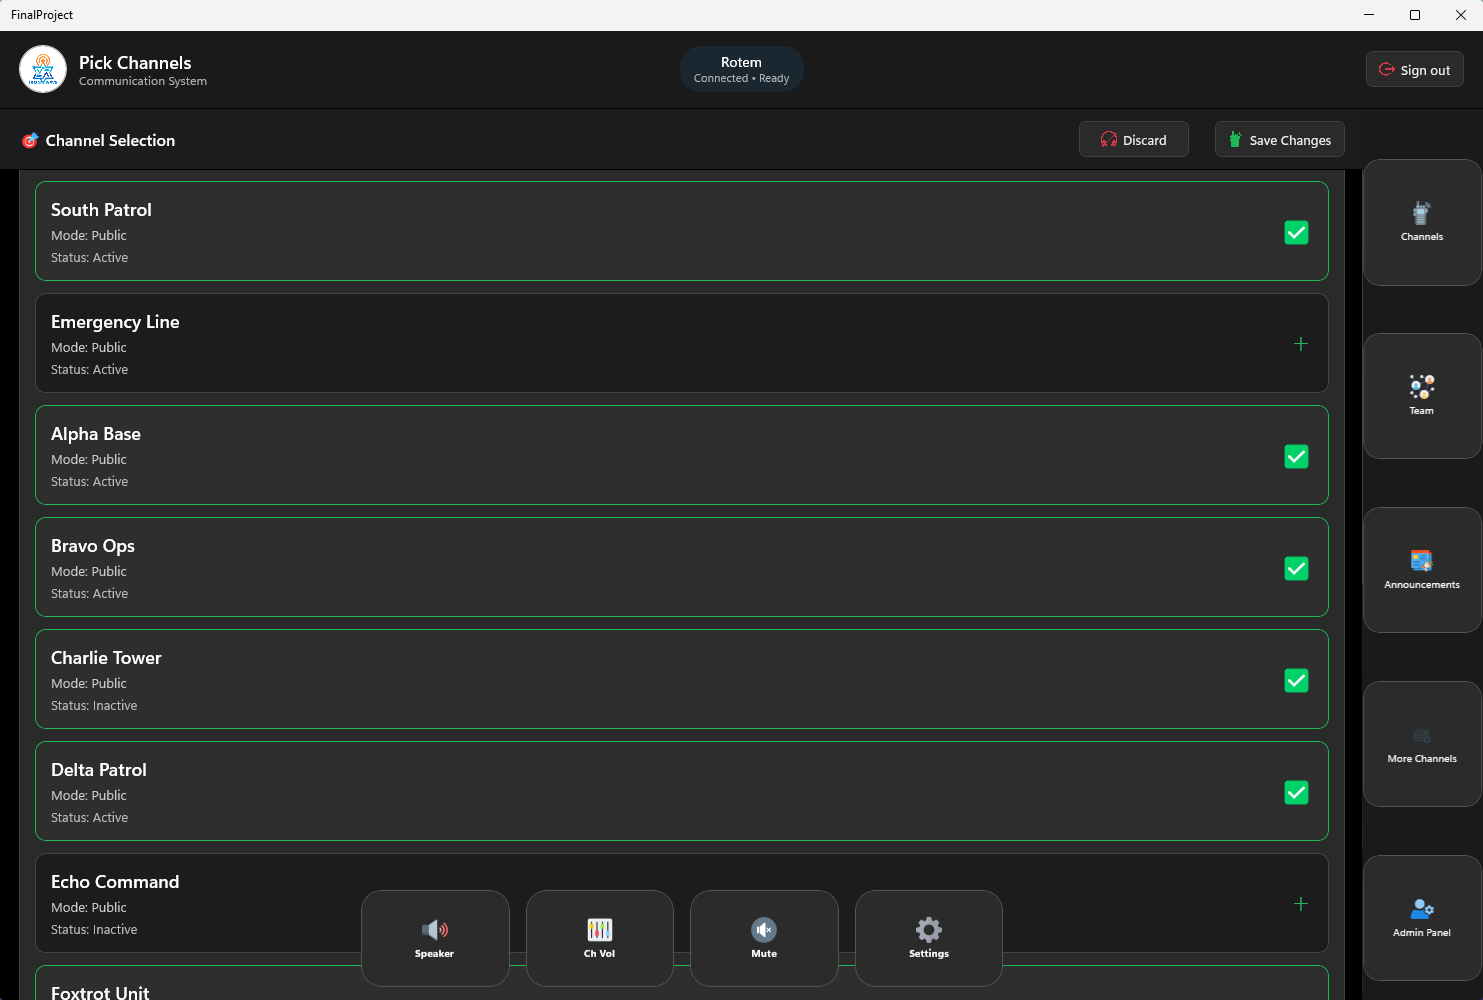 FinalProject
Pick Channels
Communication System
Rotem
Connected • Ready
Sign out
Channel Selection
Discard
Save Changes
South Patrol
Mode: Public
Status: Active
Emergency Line
Mode: Public
Status: Active
Alpha Base
Mode: Public
Status: Active
Bravo Ops
Mode: Public
Status: Active
Charlie Tower
Mode: Public
Status: Inactive
Delta Patrol
Mode: Public
Status: Active
Echo Command
Mode: Public
Status: Inactive
Foxtrot Unit
Speaker
Ch Vol
Mute
Settings
Channels
Team
Announcements
More Channels
Admin Panel